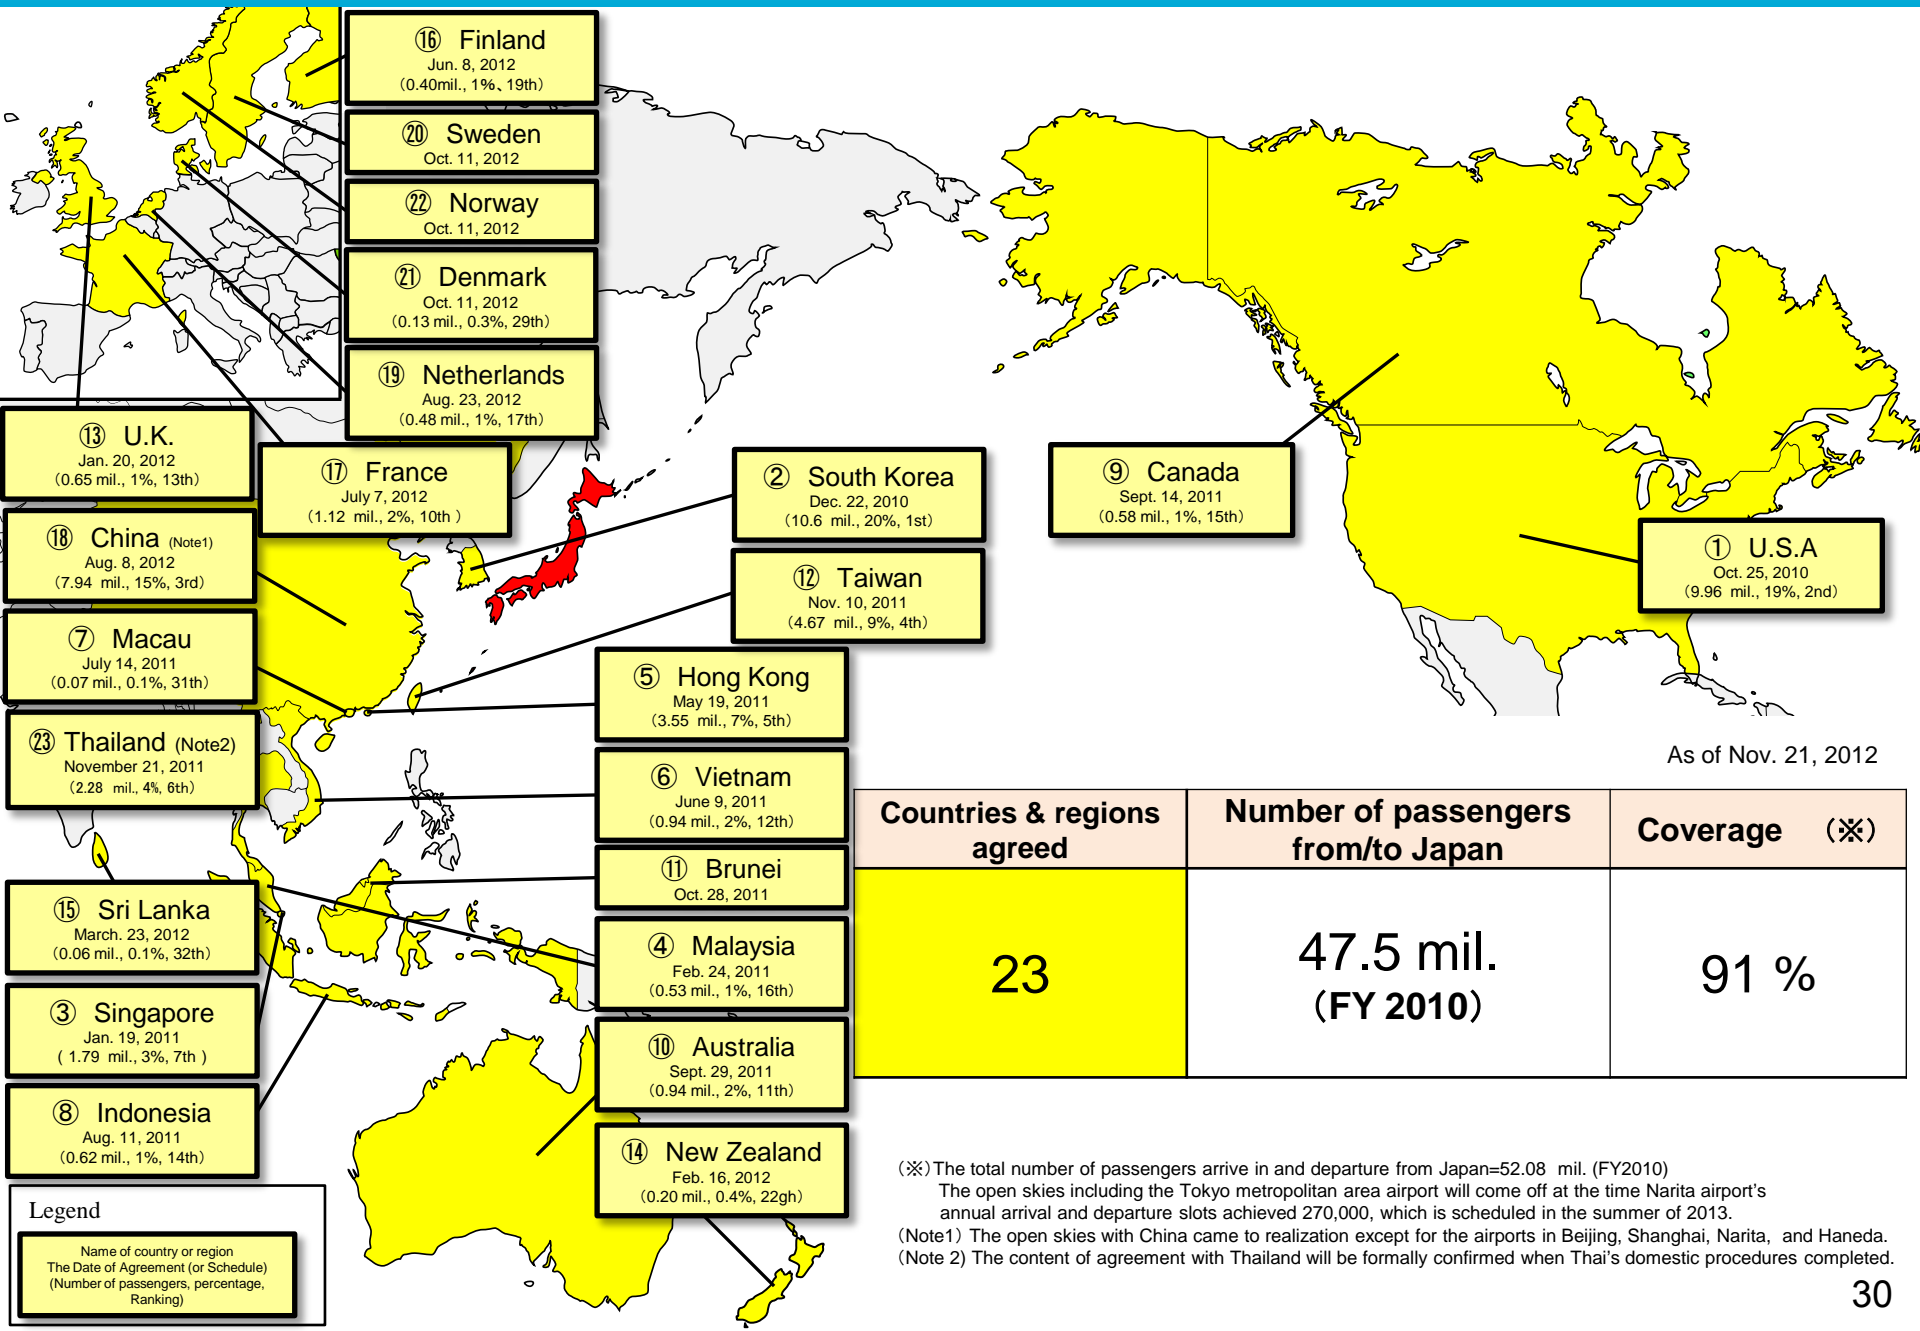 ⑯ Finland
Jun. 8, 2012
(0.40mil., 1%、19th)
⑳ Sweden
Oct. 11, 2012
㉒ Norway
Oct. 11, 2012
㉑ Denmark
Oct. 11, 2012
(0.13 mil., 0.3%, 29th)
⑲ Netherlands
Aug. 23, 2012
(0.48 mil., 1%, 17th)
⑬ U.K.
Jan. 20, 2012
(0.65 mil., 1%, 13th)
⑰ France
July 7, 2012
(1.12 mil., 2%, 10th )
② South Korea
Dec. 22, 2010
(10.6 mil., 20%, 1st)
⑨ Canada
Sept. 14, 2011
(0.58 mil., 1%, 15th)
① U.S.A
Oct. 25, 2010
(9.96 mil., 19%, 2nd)
⑱ China (Note1)
Aug. 8, 2012
(7.94 mil., 15%, 3rd)
⑫ Taiwan
Nov. 10, 2011
(4.67 mil., 9%, 4th)
⑦ Macau
July 14, 2011
(0.07 mil., 0.1%, 31th)
⑤ Hong Kong
May 19, 2011
(3.55 mil., 7%, 5th)
㉓ Thailand (Note2)
November 21, 2011
(2.28 mil., 4%, 6th)
⑥ Vietnam
June 9, 2011
(0.94 mil., 2%, 12th)
⑪ Brunei
Oct. 28, 2011
⑮ Sri Lanka
March. 23, 2012
(0.06 mil., 0.1%, 32th)
④ Malaysia
Feb. 24, 2011
(0.53 mil., 1%, 16th)
③ Singapore
Jan. 19, 2011
( 1.79 mil., 3%, 7th )
⑩ Australia
Sept. 29, 2011
(0.94 mil., 2%, 11th)
⑧ Indonesia
Aug. 11, 2011
(0.62 mil., 1%, 14th)
⑭ New Zealand
Feb. 16, 2012
(0.20 mil., 0.4%, 22gh)
Legend
Name of country or region
The Date of Agreement (or Schedule)
(Number of passengers, percentage,
Ranking)
As of Nov. 21, 2012
Countries & regions
agreed
Number of passengers
from/to Japan
Coverage (※)
23
47.5 mil.
(FY 2010)
91 %
(※)The total number of passengers arrive in and departure from Japan=52.08 mil. (FY2010)
The open skies including the Tokyo metropolitan area airport will come off at the time Narita airport's
annual arrival and departure slots achieved 270,000, which is scheduled in the summer of 2013.
(Note1) The open skies with China came to realization except for the airports in Beijing, Shanghai, Narita, and Haneda.
(Note 2) The content of agreement with Thailand will be formally confirmed when Thai's domestic procedures completed.
30